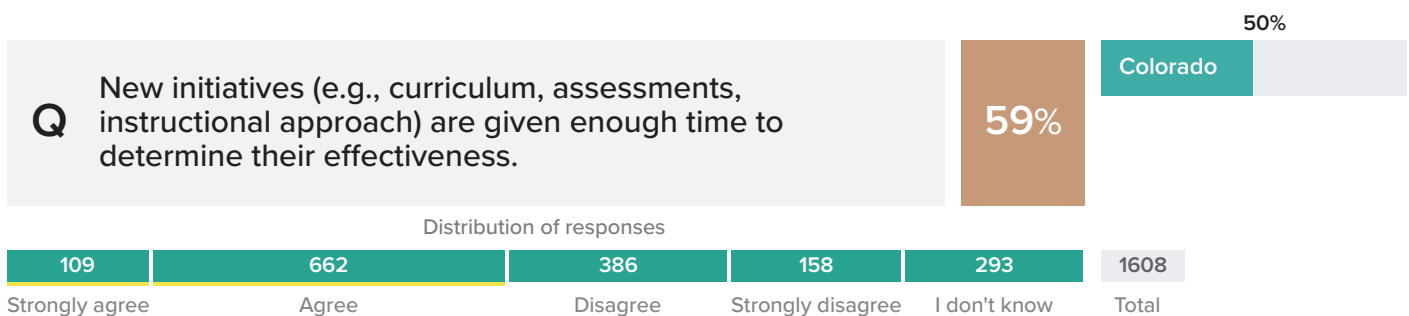 50%
Q
New initiatives (e.g., curriculum, assessments,
instructional approach) are given enough time to
determine their effectiveness.
59%
Colorado
Distribution of responses
109 662 386 158 293 1608
Strongly agree Agree Disagree Strongly disagree I don't know Total